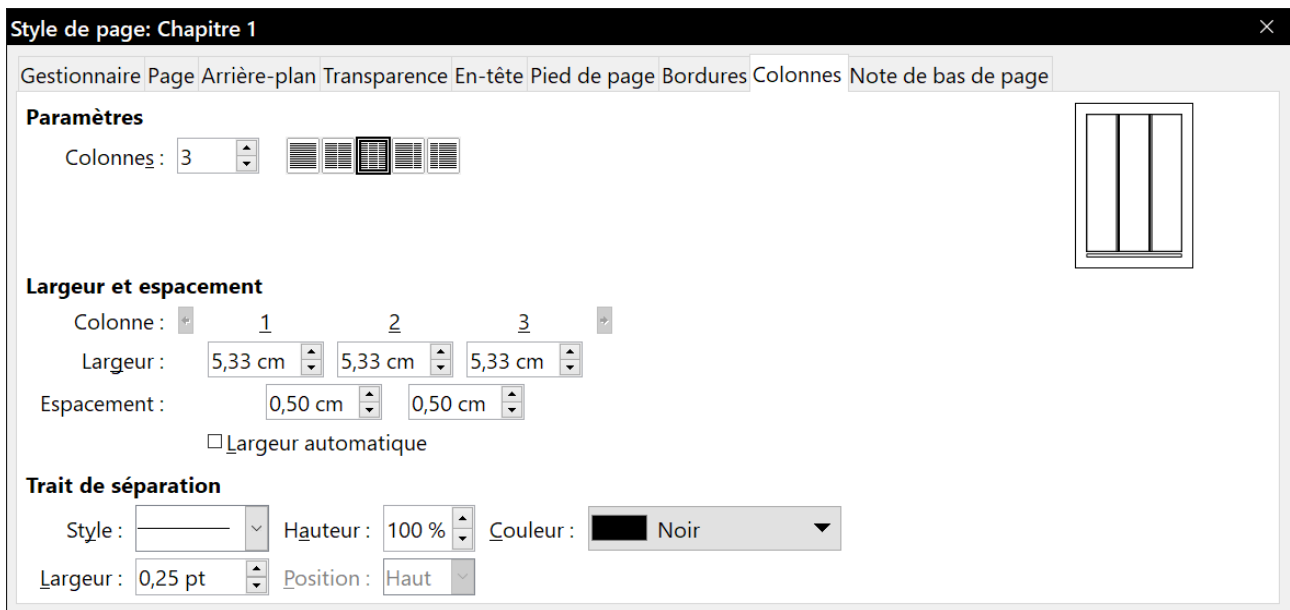 Style de page: Chapitre 1
Gestionnaire Page Arrière-plan Transparence En-tête Pied de page Bordures Colonnes Note de bas de page
Paramètres
Colonnes : 3
Largeur et espacement
Colonne : 1 2 3
Largeur : 5,33 cm 5,33 cm 5,33 cm
Espacement : 0,50 cm 0,50 cm
Largeur automatique
Trait de séparation
Style : Hauteur : 100 % Couleur : Noir
Largeur : 0,25 pt Position : Haut